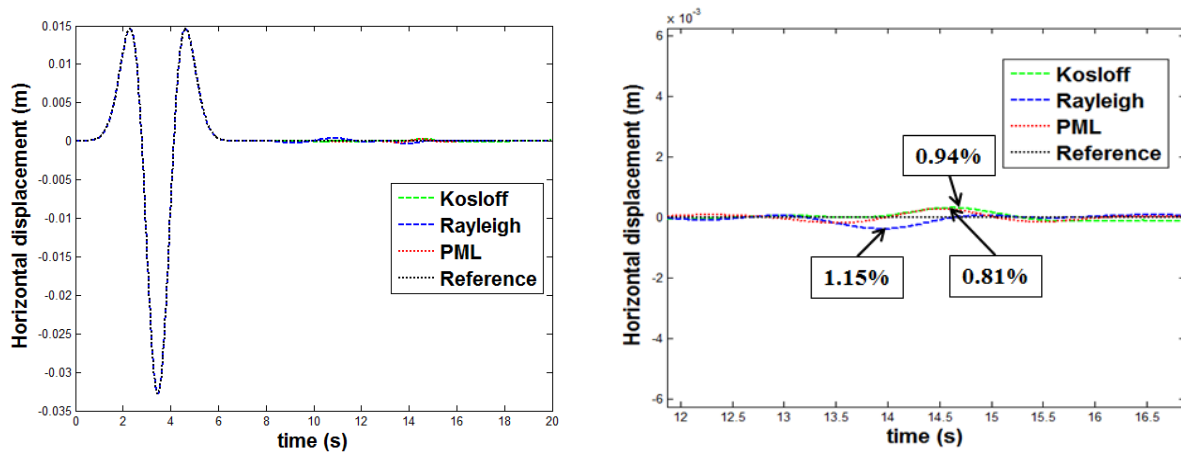 0.015
0.01
0.005
0
-0.005
-0.01
-0.015
-0.02
-0.025
-0.03
-0.035
Horizontal displacement (m)
Kosloff
Rayleigh
PML
Reference
0 2 4 6 8 10 12 14 16 18 20
time (s)
× 10⁻³
6
4
2
0
-2
-4
-6
Horizontal displacement (m)
Kosloff
Rayleigh
PML
Reference
0.94%
1.15%
0.81%
12 12.5 13 13.5 14 14.5 15 15.5 16 16.5
time (s)